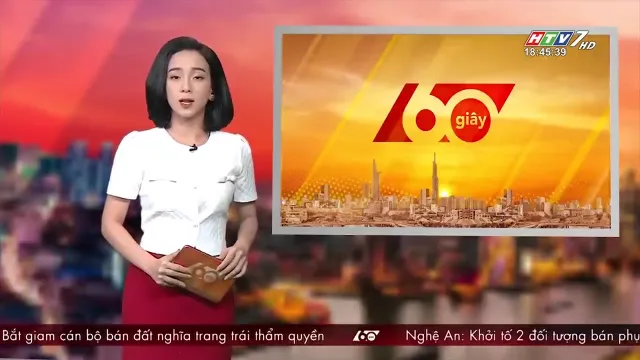 HTV7 HD
18:45:39
60 giây
Bắt giam cán bộ bán đất nghĩa trang trái thẩm quyền 60 Nghệ An: Khởi tố 2 đối tượng bán